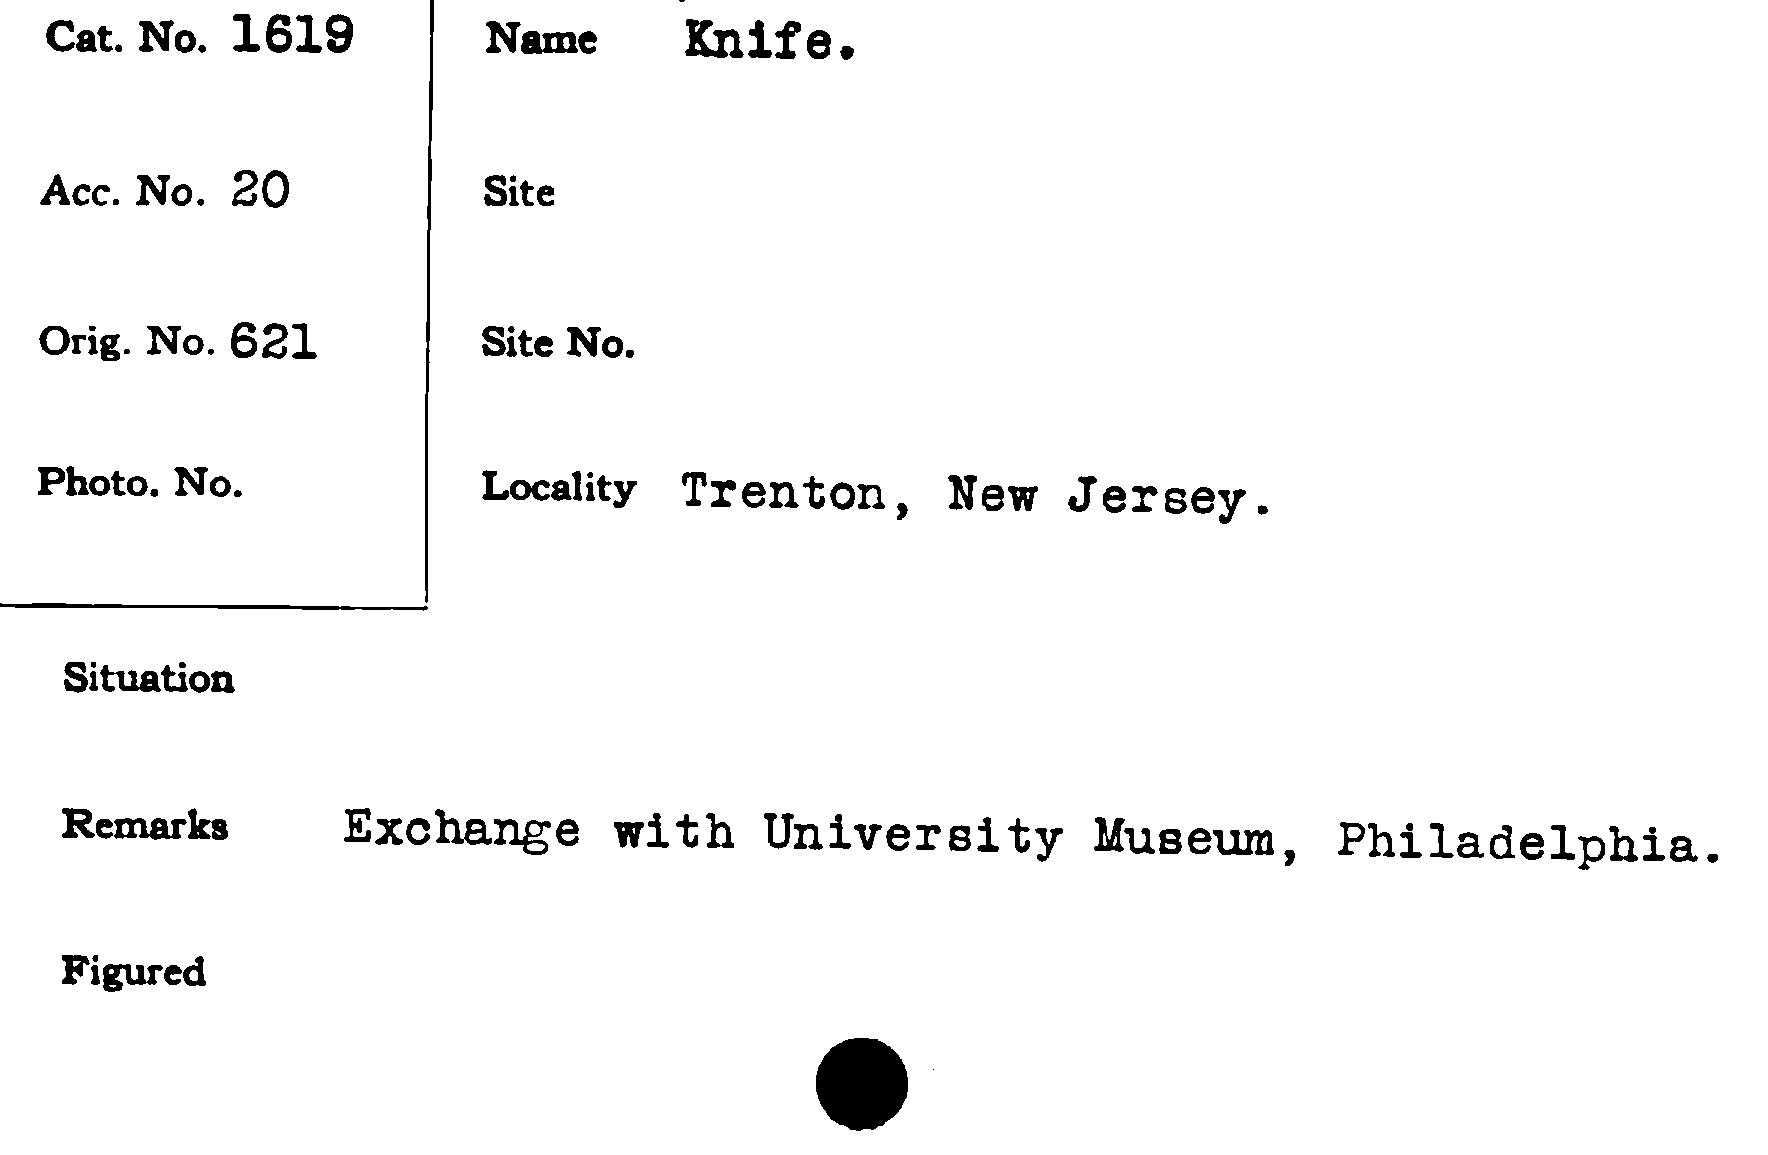 Cat. No. 1619
Name Knife.
Acc. No. 20
Site
Orig. No. 621
Site No.
Photo. No.
Locality Trenton, New Jersey.
Situation
Remarks Exchange with University Museum, Philadelphia.
Figured